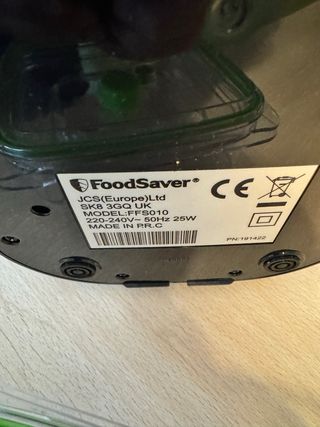 FoodSaver®
JCS(Europe)Ltd
SK8 3GQ UK
MODEL:FFS010
220-240V~ 50Hz 25W
MADE IN P.R.C
CE
PN:191422